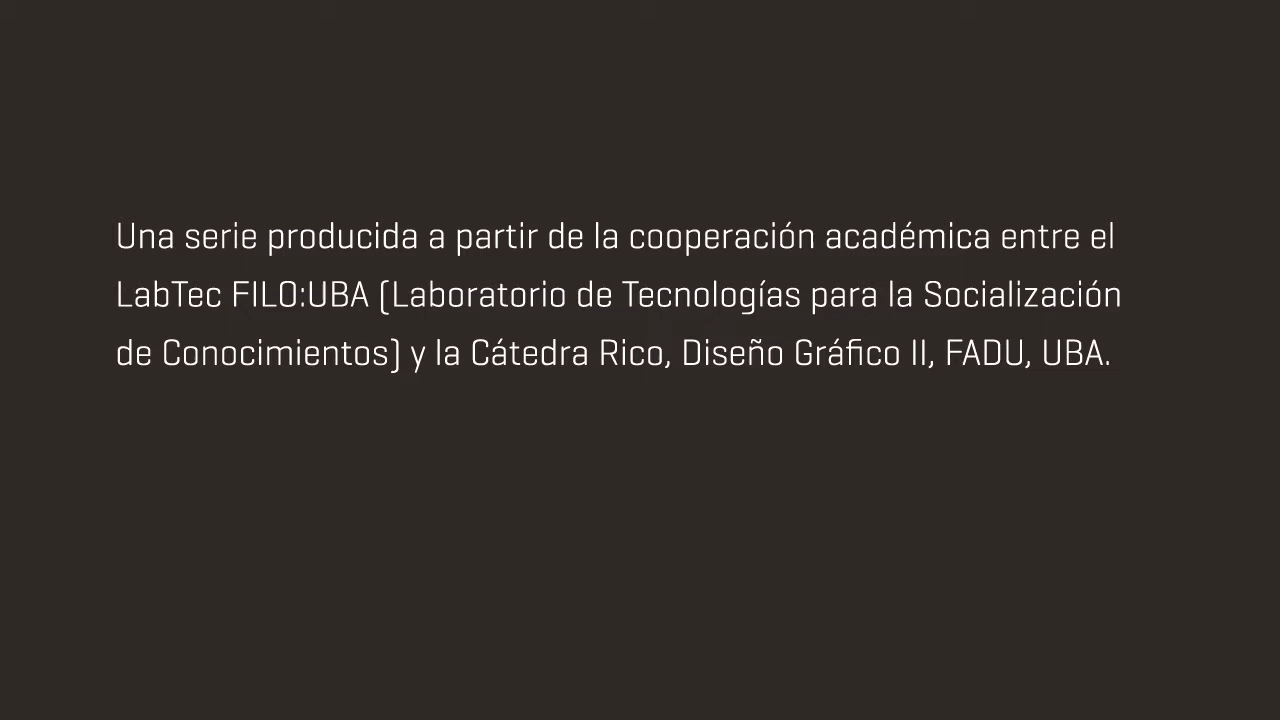 Una serie producida a partir de la cooperación académica entre el
LabTec FILO:UBA (Laboratorio de Tecnologías para la Socialización
de Conocimientos) y la Cátedra Rico, Diseño Gráfico II, FADU, UBA.